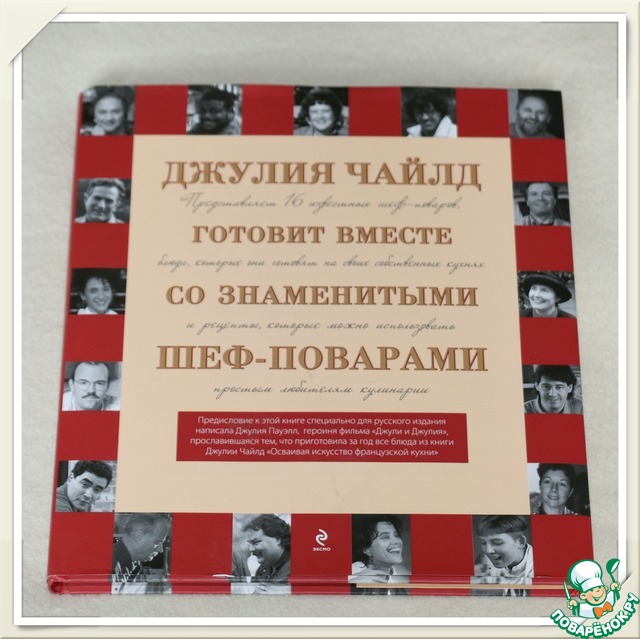 ДЖУЛИЯ ЧАЙЛД
Представляет 16 известных шеф-поваров,
ГОТОВИТ ВМЕСТЕ
блюда, которых они готовят на своих собственных кухнях
СО ЗНАМЕНИТЫМИ
и рецепты, которые можно использовать
ШЕФ-ПОВАРАМИ
простым любителям кулинарии
Предисловие к этой книге специально для русского издания
написала Джулия Пауэлл, героиня фильма «Джули и Джулия»,
прославившаяся тем, что приготовила за год все блюда из книги
Джулии Чайлд «Осваивая искусство французской кухни»
ЭКСМО
ПОВАРЁНОК.РУ